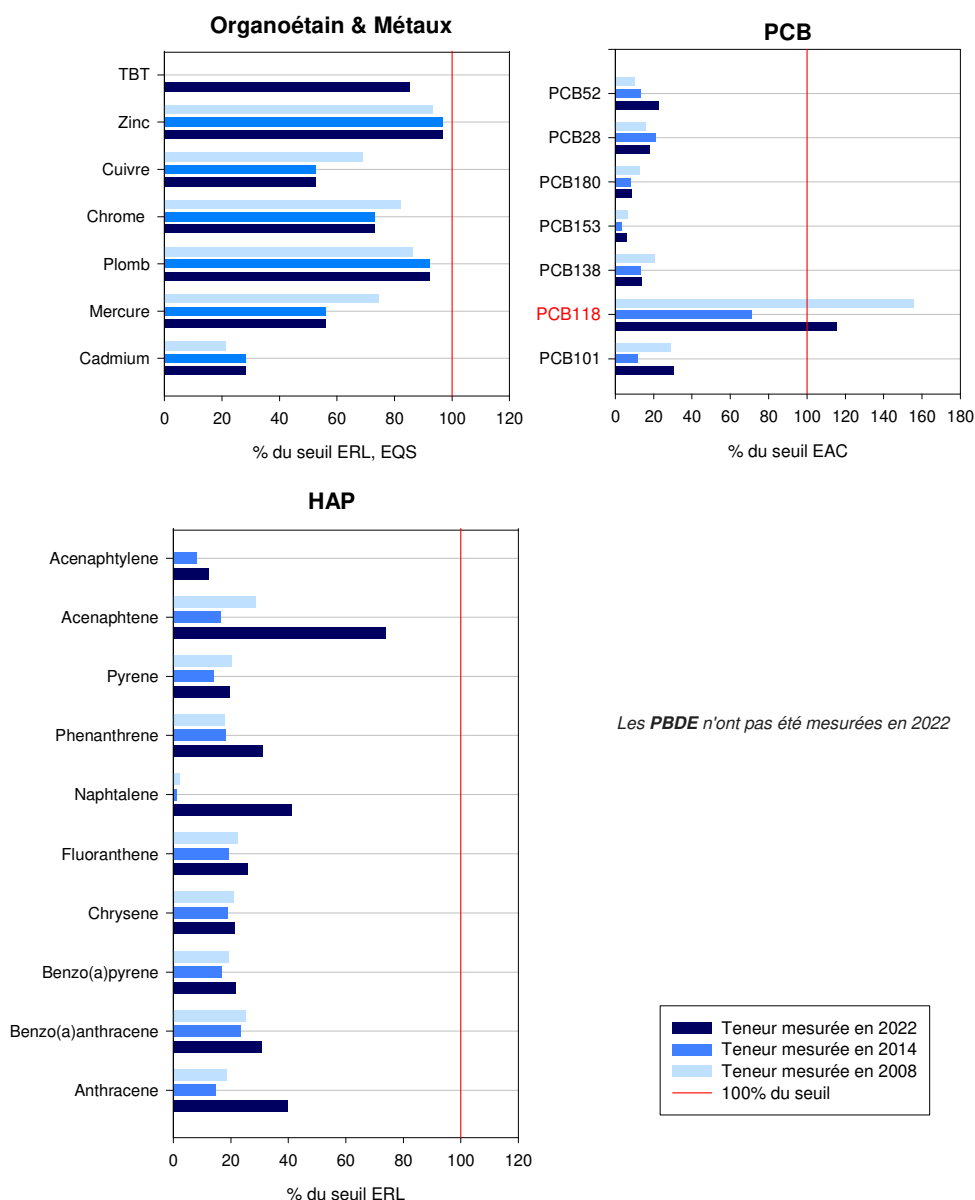 Organoétain & Métaux
TBT
Zinc
Cuivre
Chrome
Plomb
Mercure
Cadmium
0 20 40 60 80 100 120
% du seuil ERL, EQS
PCB
PCB52
PCB28
PCB180
PCB153
PCB138
PCB118
PCB101
0 20 40 60 80 100 120 140 160 180
% du seuil EAC
HAP
Acenaphtylene
Acenaphtene
Pyrene
Phenanthrene
Naphtalene
Fluoranthene
Chrysene
Benzo(a)pyrene
Benzo(a)anthracene
Anthracene
0 20 40 60 80 100 120
% du seuil ERL
Les PBDE n'ont pas été mesurées en 2022
Teneur mesurée en 2022
Teneur mesurée en 2014
Teneur mesurée en 2008
100% du seuil